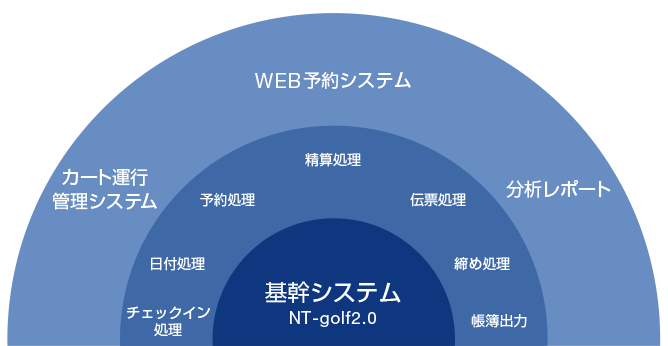 WEB予約システム
カート運行
管理システム
分析レポート
精算処理
予約処理
伝票処理
日付処理
締め処理
チェックイン
処理
帳簿出力
基幹システム
NT-golf2.0